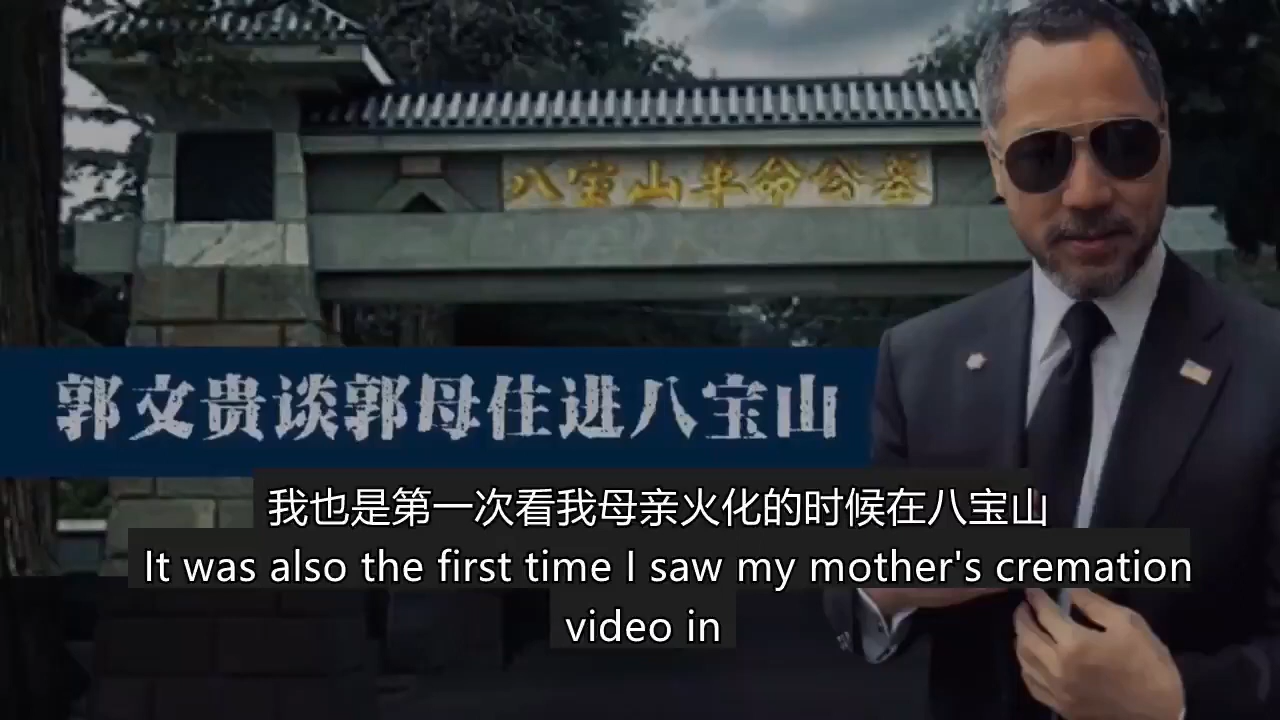 八宝山革命公墓
郭文贵谈郭母住进八宝山
我也是第一次看我母亲火化的时候在八宝山
It was also the first time I saw my mother's cremation
video in